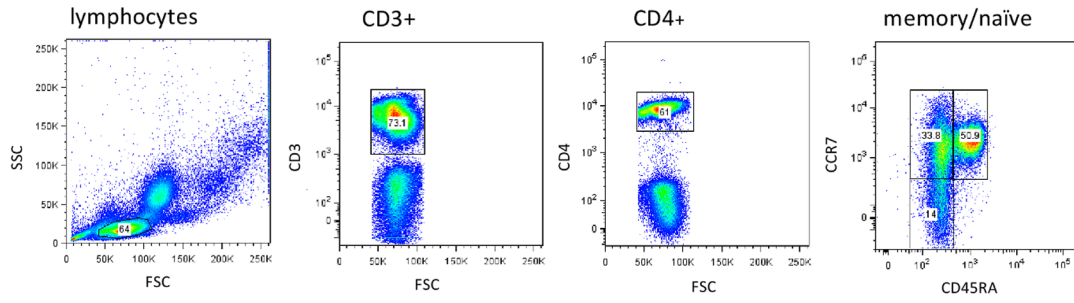 lymphocytes
CD3+
CD4+
memory/naïve
250K
200K
150K
100K
50K
0
SSC
64
0 50K 100K 150K 200K 250K
FSC
10^5
10^4
10^3
10^2
0
CD3
73.1
0 50K 100K 150K 200K 250K
FSC
10^5
10^4
10^3
10^2
0
CD4
61
0 50K 100K 150K 200K 250K
FSC
10^6
10^4
10^3
0
CCR7
33.8 50.9
14
0 10^2 10^3 10^4 10^5
CD45RA